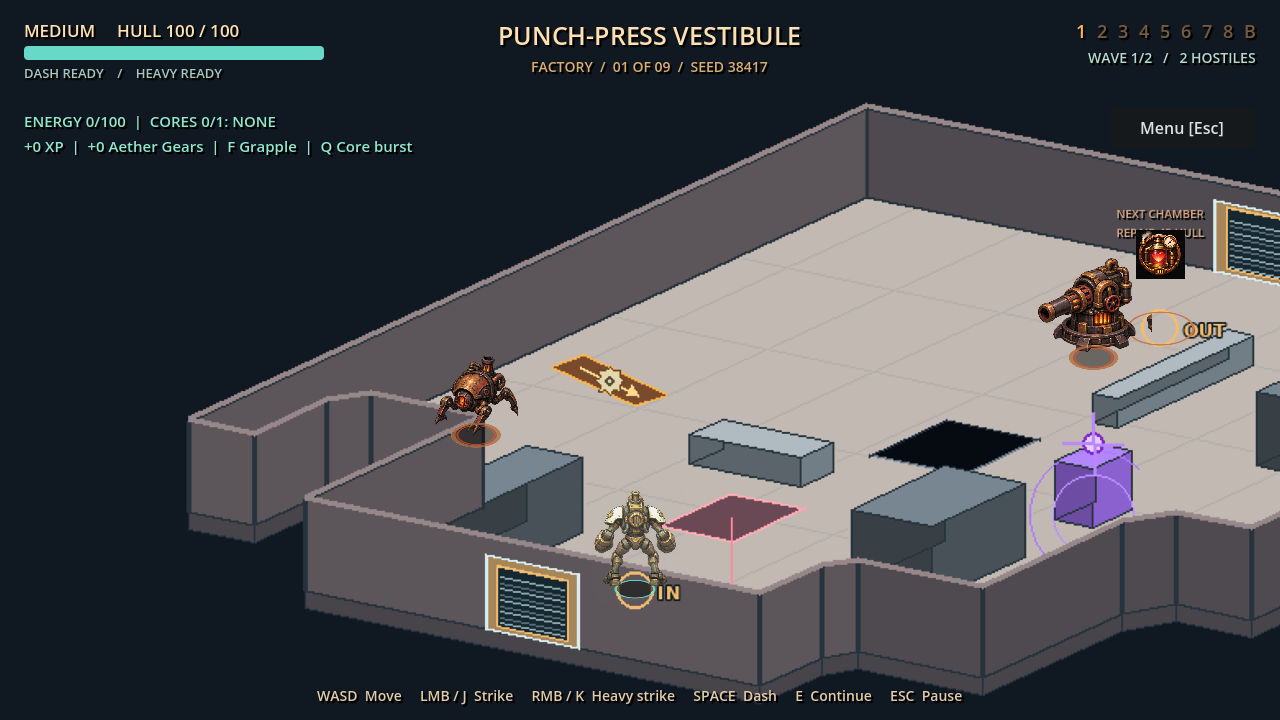 MEDIUM HULL 100 / 100
DASH READY / HEAVY READY
PUNCH-PRESS VESTIBULE
FACTORY / 01 OF 09 / SEED 38417
1 2 3 4 5 6 7 8 B
WAVE 1/2 / 2 HOSTILES
ENERGY 0/100 | CORES 0/1: NONE
+0 XP | +0 Aether Gears | F Grapple | Q Core burst
Menu [Esc]
NEXT CHAMBER
OUT
IN
WASD Move LMB / J Strike RMB / K Heavy strike SPACE Dash E Continue ESC Pause